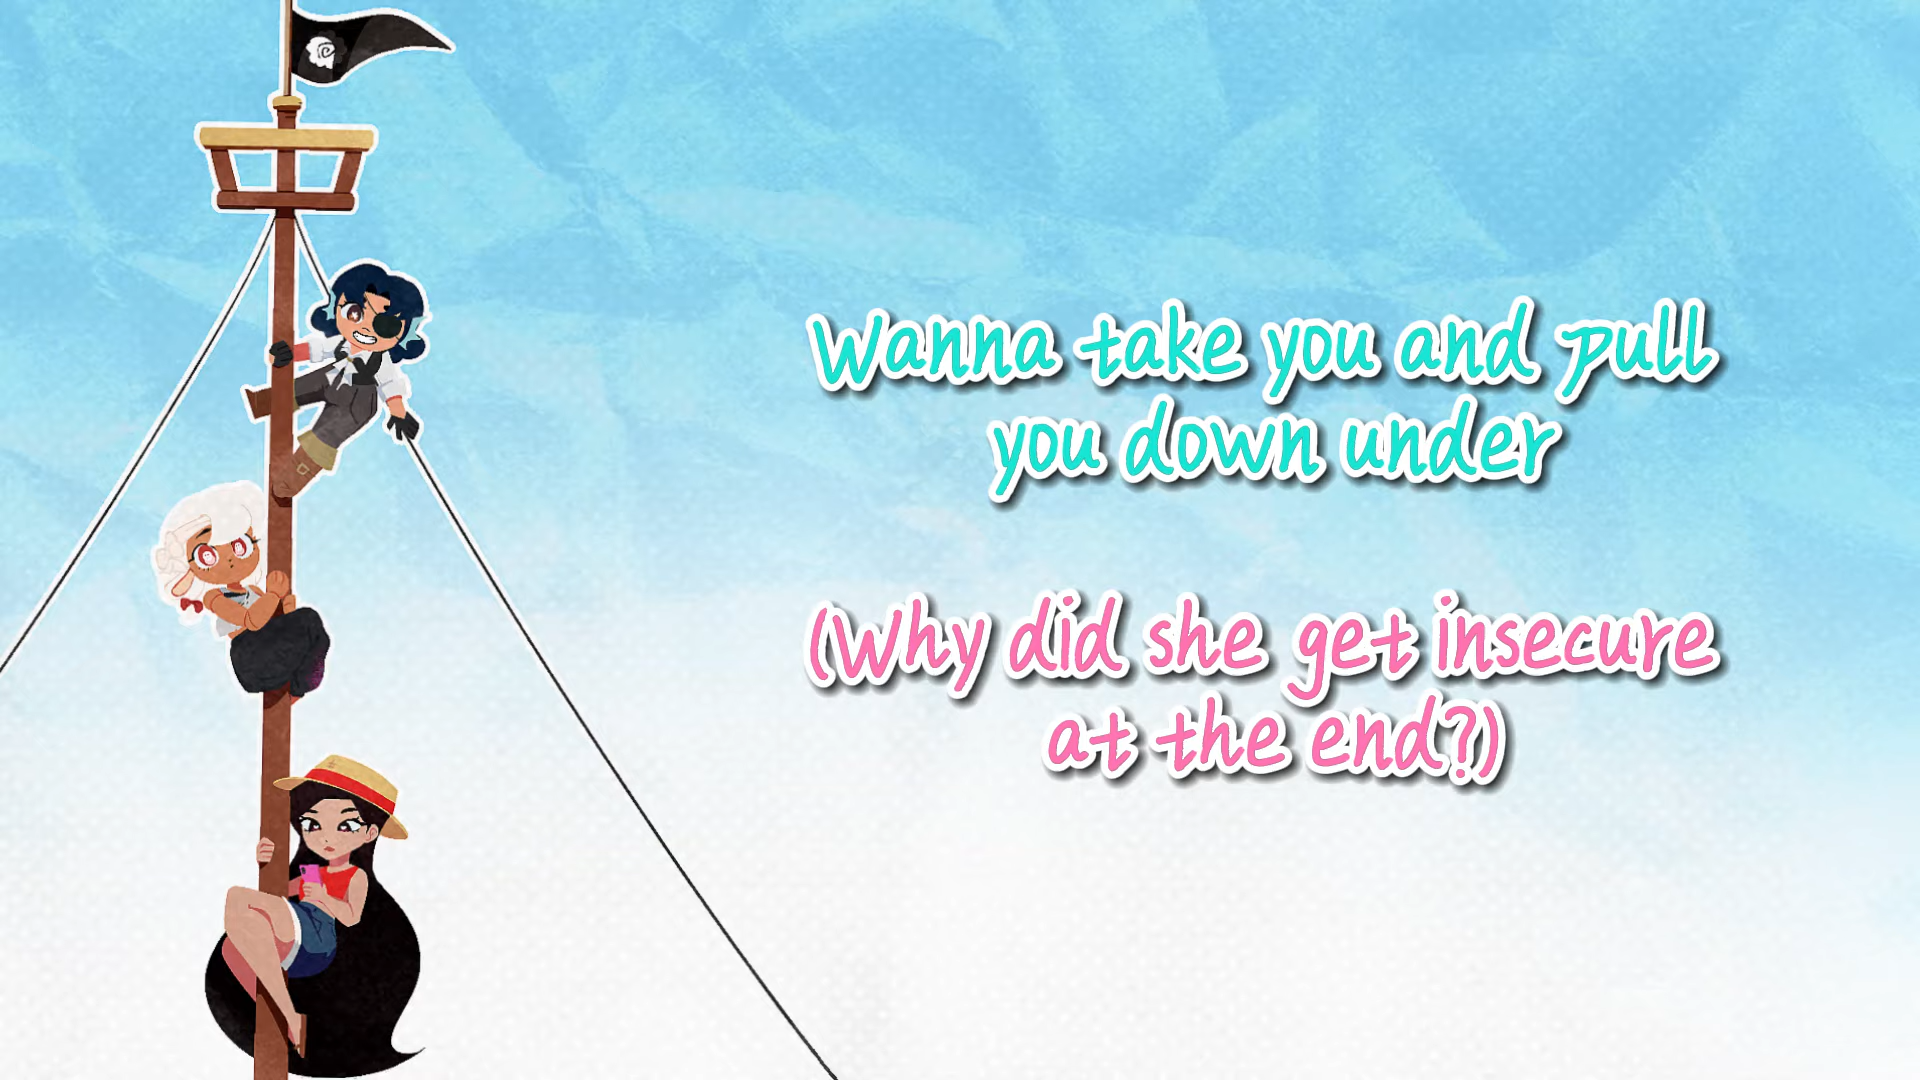 Wanna take you and pull
you down under
(Why did she get insecure
at the end?)